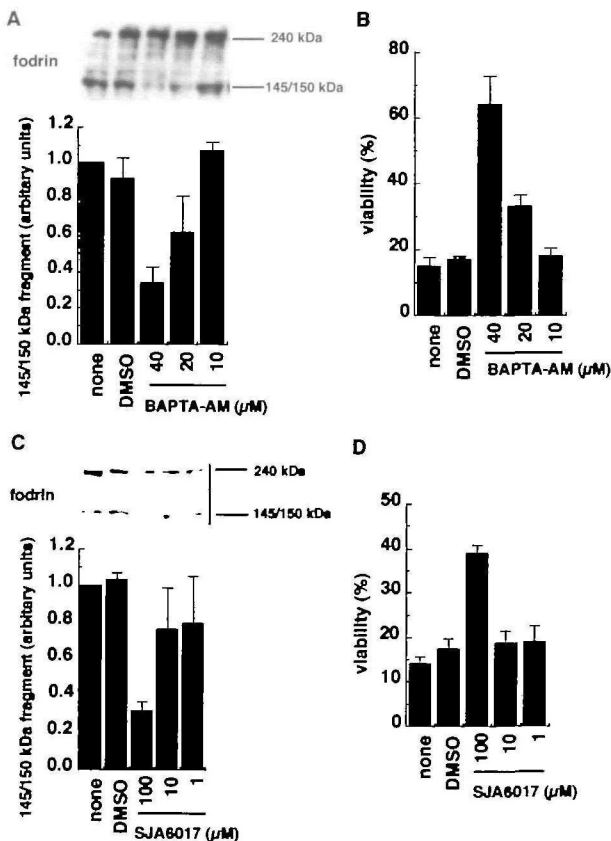 A
fodrin
240 kDa
145/150 kDa
145/150 kDa fragment (arbitary units)
1.2
1.0
0.8
0.6
0.4
0.2
0.0
none
DMSO
40
20
10
BAPTA-AM (µM)
B
viability (%)
80
60
40
20
0
none
DMSO
40
20
10
BAPTA-AM (µM)
C
fodrin
240 kDa
145/150 kDa
145/150 kDa fragment (arbitary units)
1.2
1.0
0.8
0.6
0.4
0.2
0.0
none
DMSO
100
10
1
SJA6017 (µM)
D
viability (%)
50
40
30
20
10
0
none
DMSO
100
10
1
SJA6017 (µM)